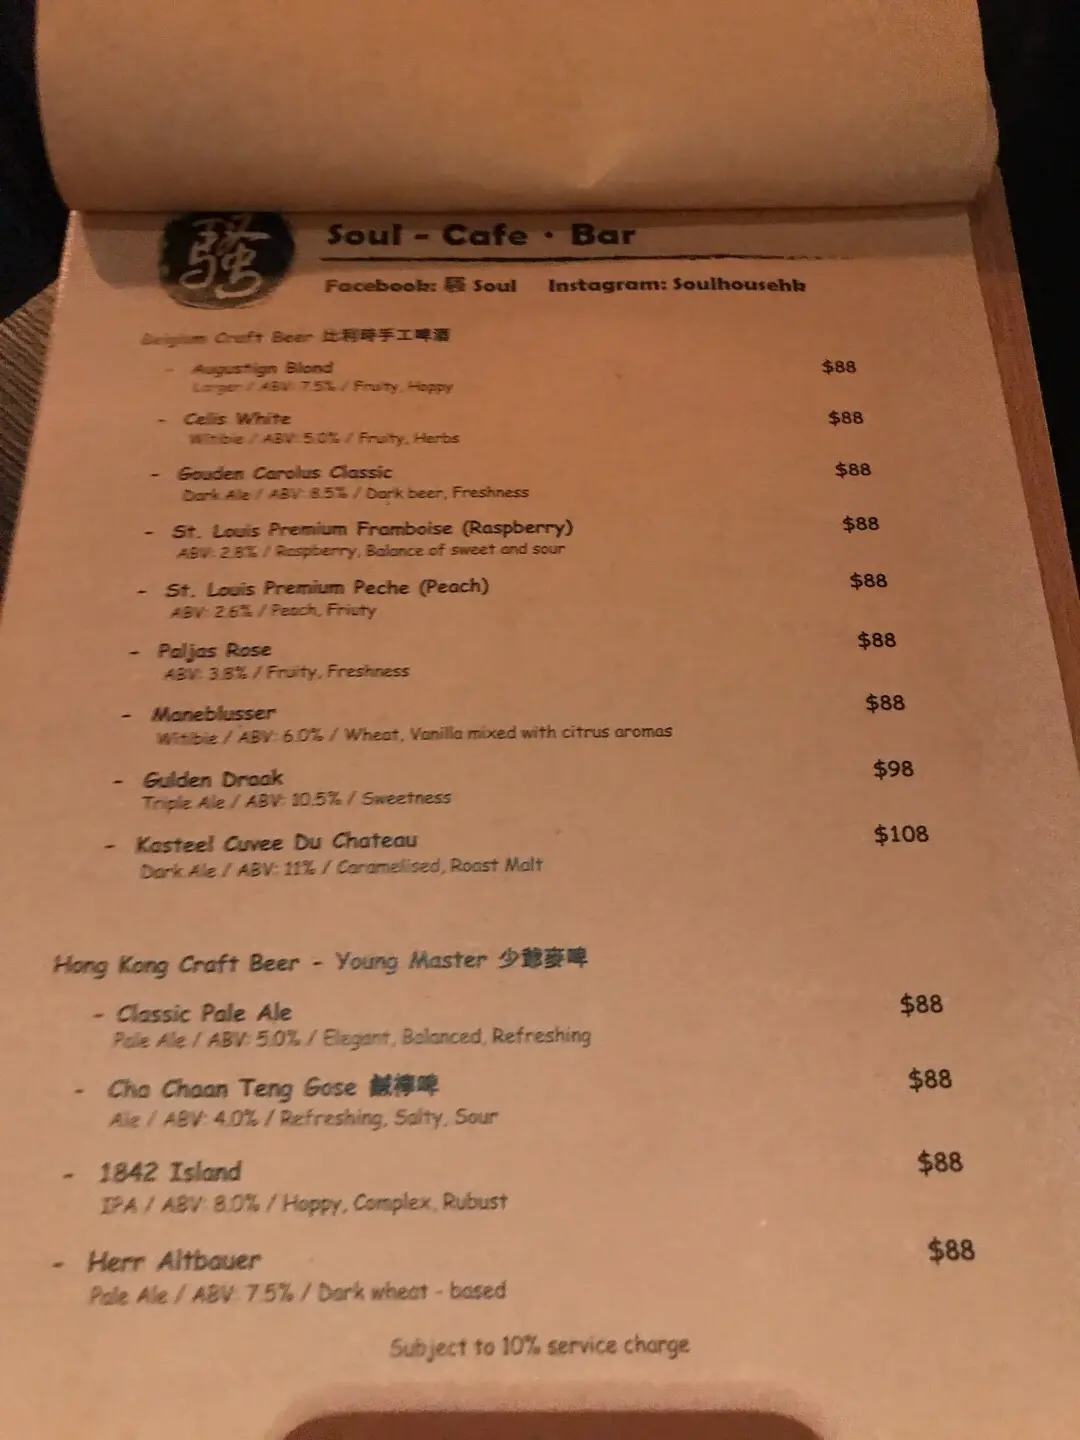 騷
Soul - Cafe · Bar
Facebook: 騷 Soul Instagram: Soulhousehk
Belgium Craft Beer 比利時手工啤酒
- Augustign Blond $88
Larger / ABV: 7.5% / Fruity, Hoppy
- Celis White $88
Witibie / ABV: 5.0% / Fruity, Herbs
- Gouden Carolus Classic $88
Dark Ale / ABV: 8.5% / Dark beer, Freshness
- St. Louis Premium Framboise (Raspberry) $88
ABV: 2.8% / Raspberry, Balance of sweet and sour
- St. Louis Premium Peche (Peach) $88
ABV: 2.6% / Peach, Friuty
- Paljas Rose $88
ABV: 3.8% / Fruity, Freshness
- Maneblusser $88
Witibie / ABV: 6.0% / Wheat, Vanilla mixed with citrus aromas
- Gulden Draak $98
Triple Ale / ABV: 10.5% / Sweetness
- Kasteel Cuvee Du Chateau $108
Dark Ale / ABV: 11% / Caramelised, Roast Malt
Hong Kong Craft Beer - Young Master 少爺麥啤
- Classic Pale Ale $88
Pale Ale / ABV: 5.0% / Elegant, Balanced, Refreshing
- Cha Chaan Teng Gose 鹹檸啤 $88
Ale / ABV: 4.0% / Refreshing, Salty, Sour
- 1842 Island $88
IPA / ABV: 8.0% / Hoppy, Complex, Rubust
- Herr Altbauer $88
Pale Ale / ABV: 7.5% / Dark wheat - based
Subject to 10% service charge